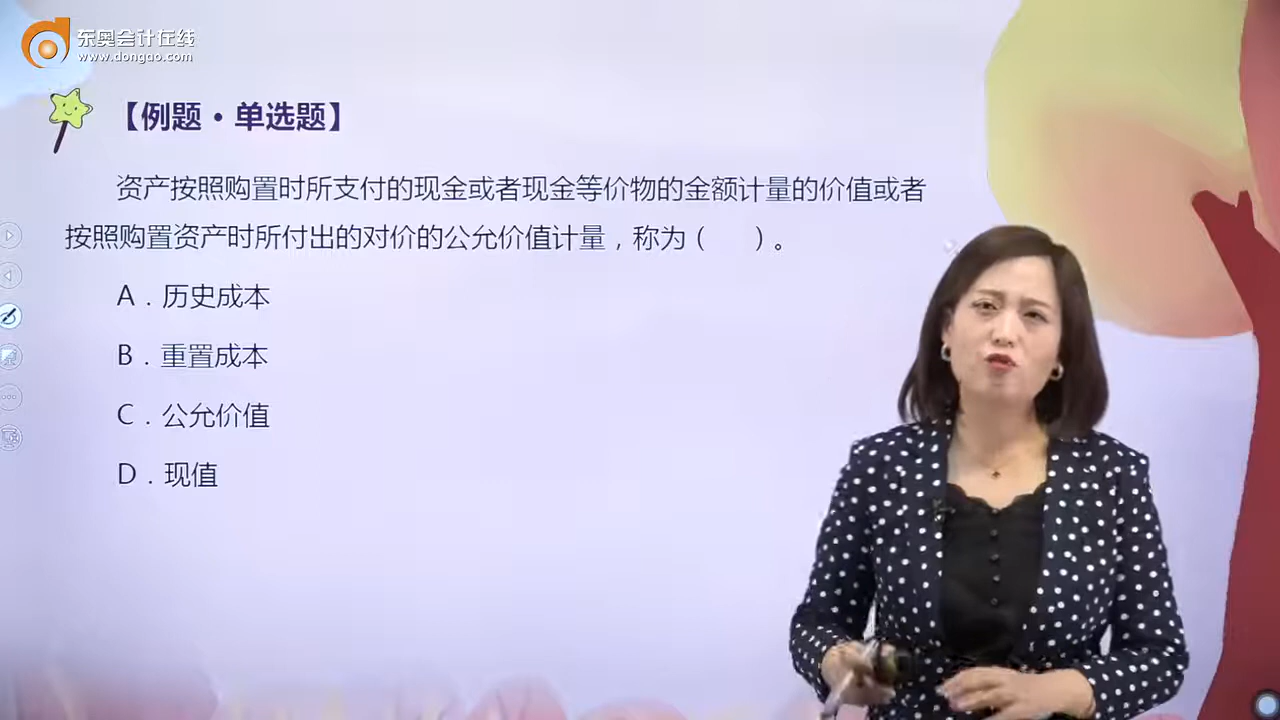 东奥会计在线
www.dongao.com
【例题·单选题】
资产按照购置时所支付的现金或者现金等价物的金额计量的价值或者
按照购置资产时所付出的对价的公允价值计量，称为（　　）。
A．历史成本
B．重置成本
C．公允价值
D．现值